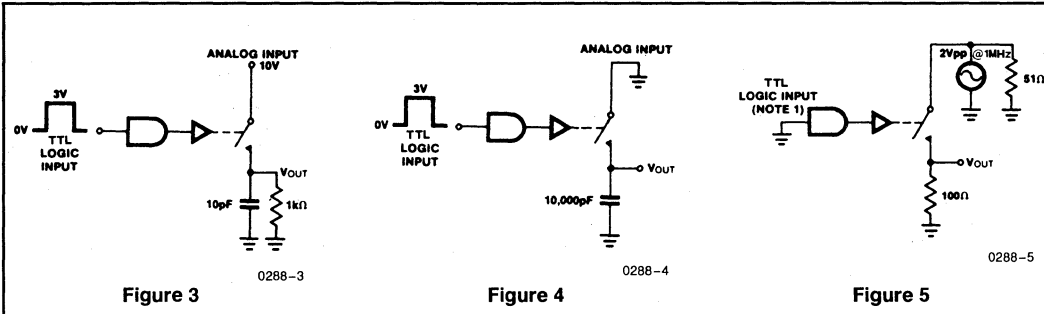 ANALOG INPUT
10V
3V
0V
TTL
LOGIC
INPUT
VOUT
10pF
1kΩ
0288-3
Figure 3
ANALOG INPUT
3V
0V
TTL
LOGIC
INPUT
VOUT
10,000pF
0288-4
Figure 4
2Vpp @1MHz
51Ω
TTL
LOGIC INPUT
(NOTE 1)
VOUT
100Ω
0288-5
Figure 5